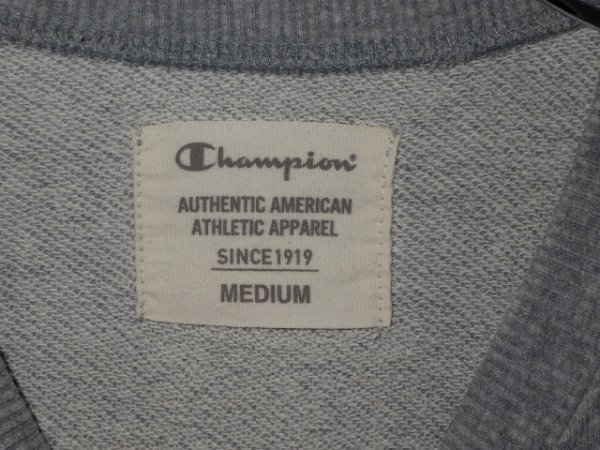 Champion
AUTHENTIC AMERICAN
ATHLETIC APPAREL
SINCE1919
MEDIUM